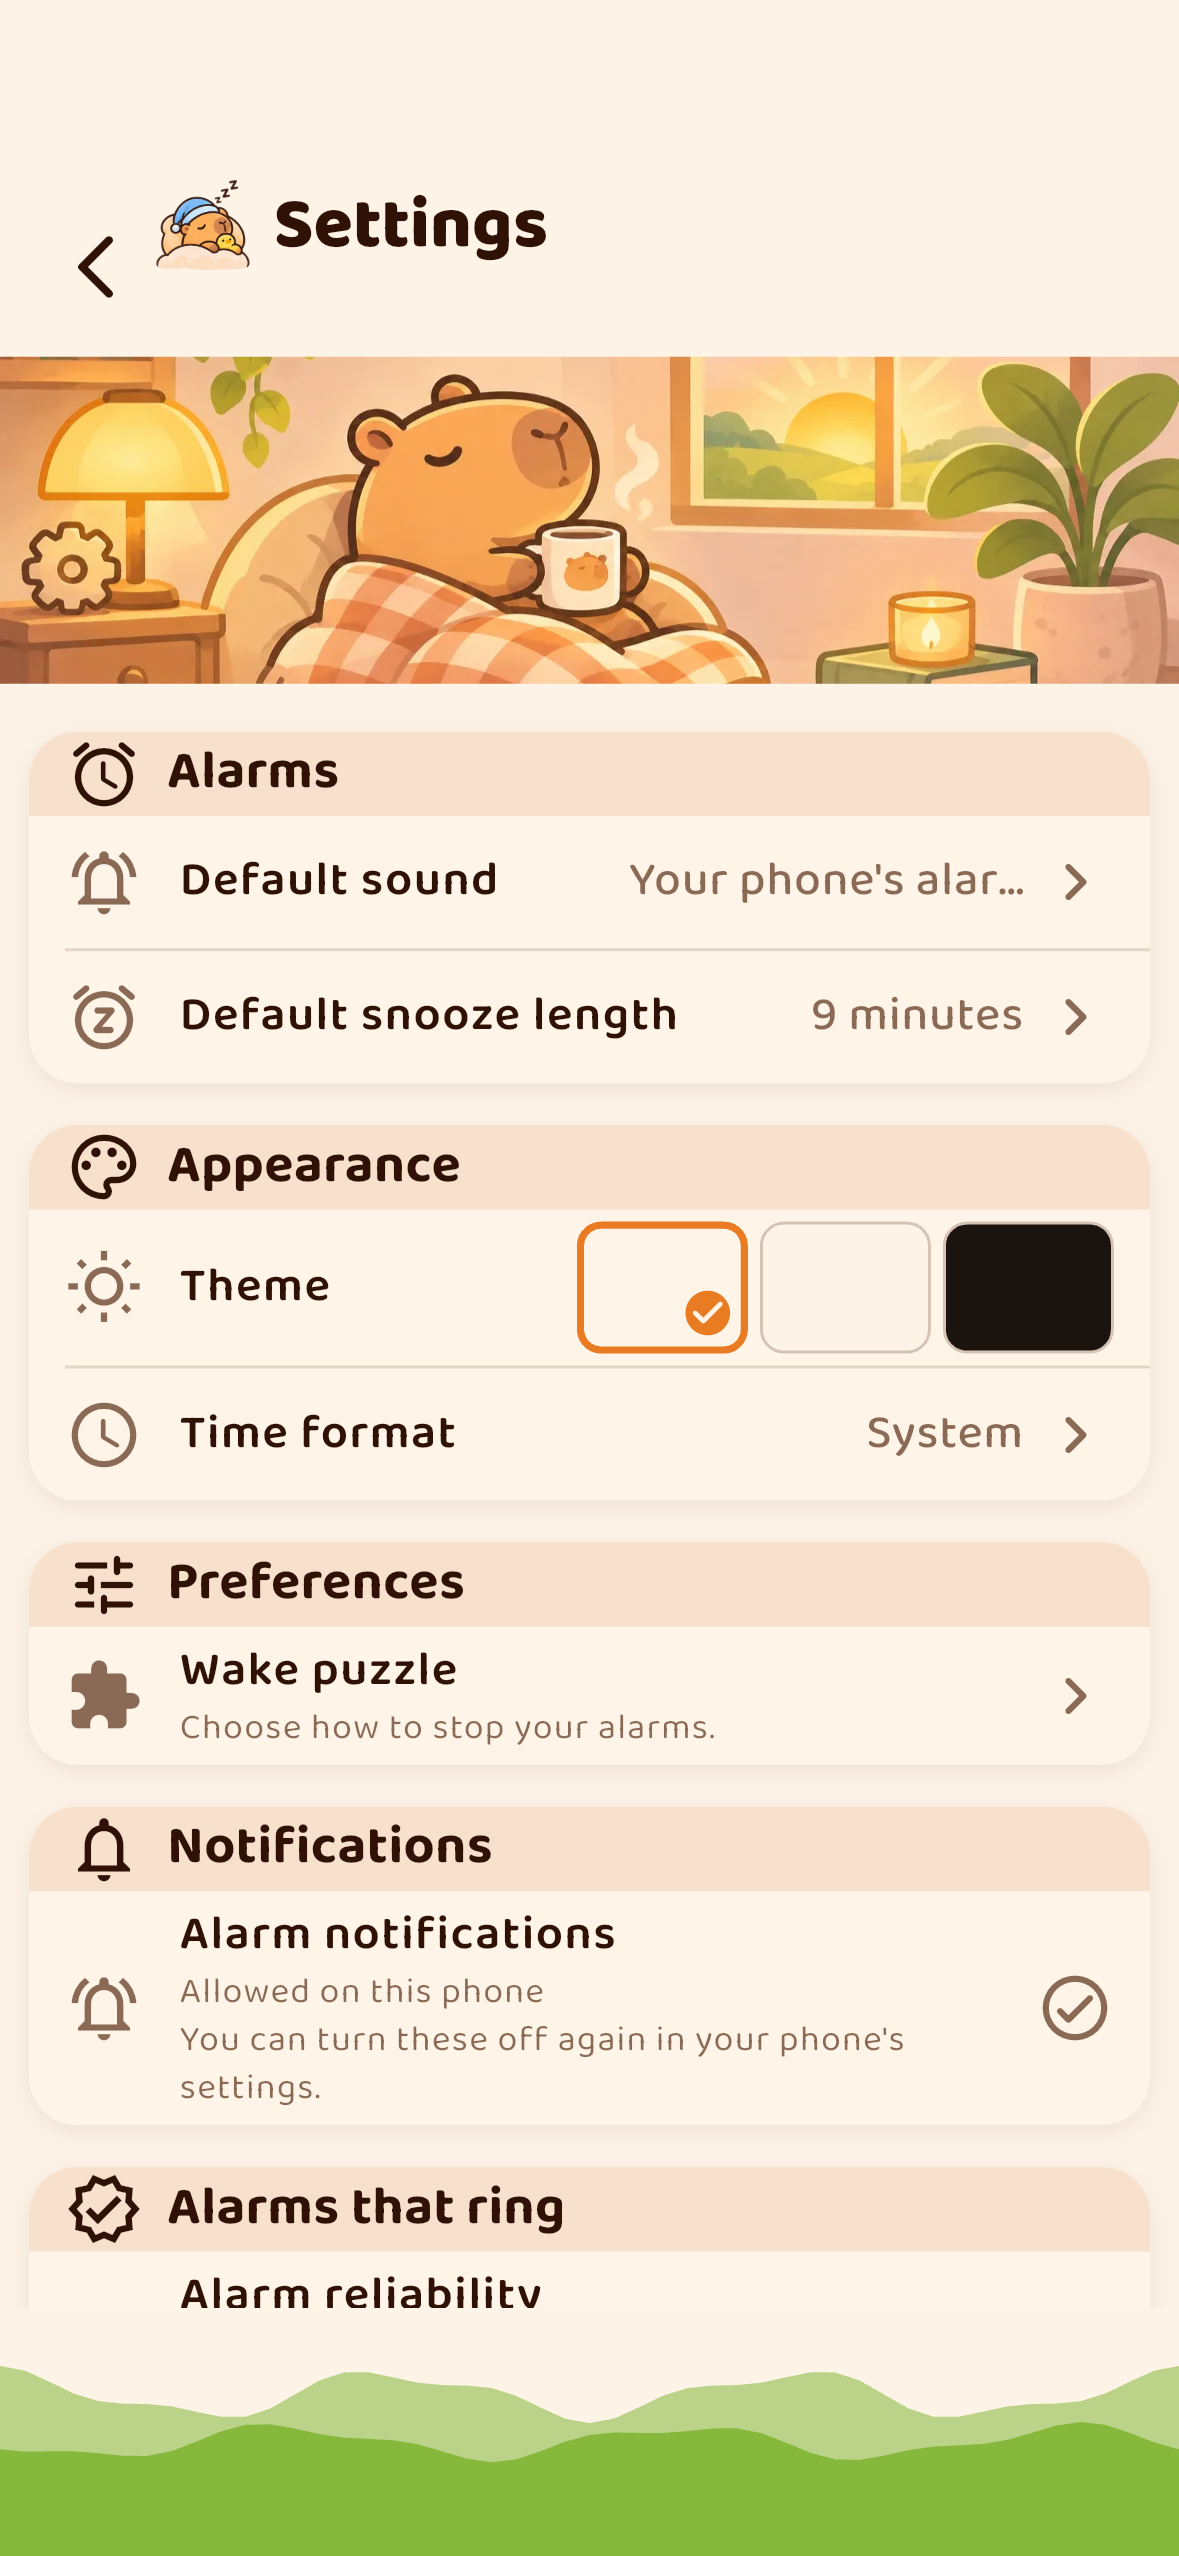 zzz
Settings
Alarms
Default sound Your phone's alar...
Default snooze length 9 minutes
Appearance
Theme
Time format System
Preferences
Wake puzzle
Choose how to stop your alarms.
Notifications
Alarm notifications
Allowed on this phone
You can turn these off again in your phone's
settings.
Alarms that ring
Alarm reliability